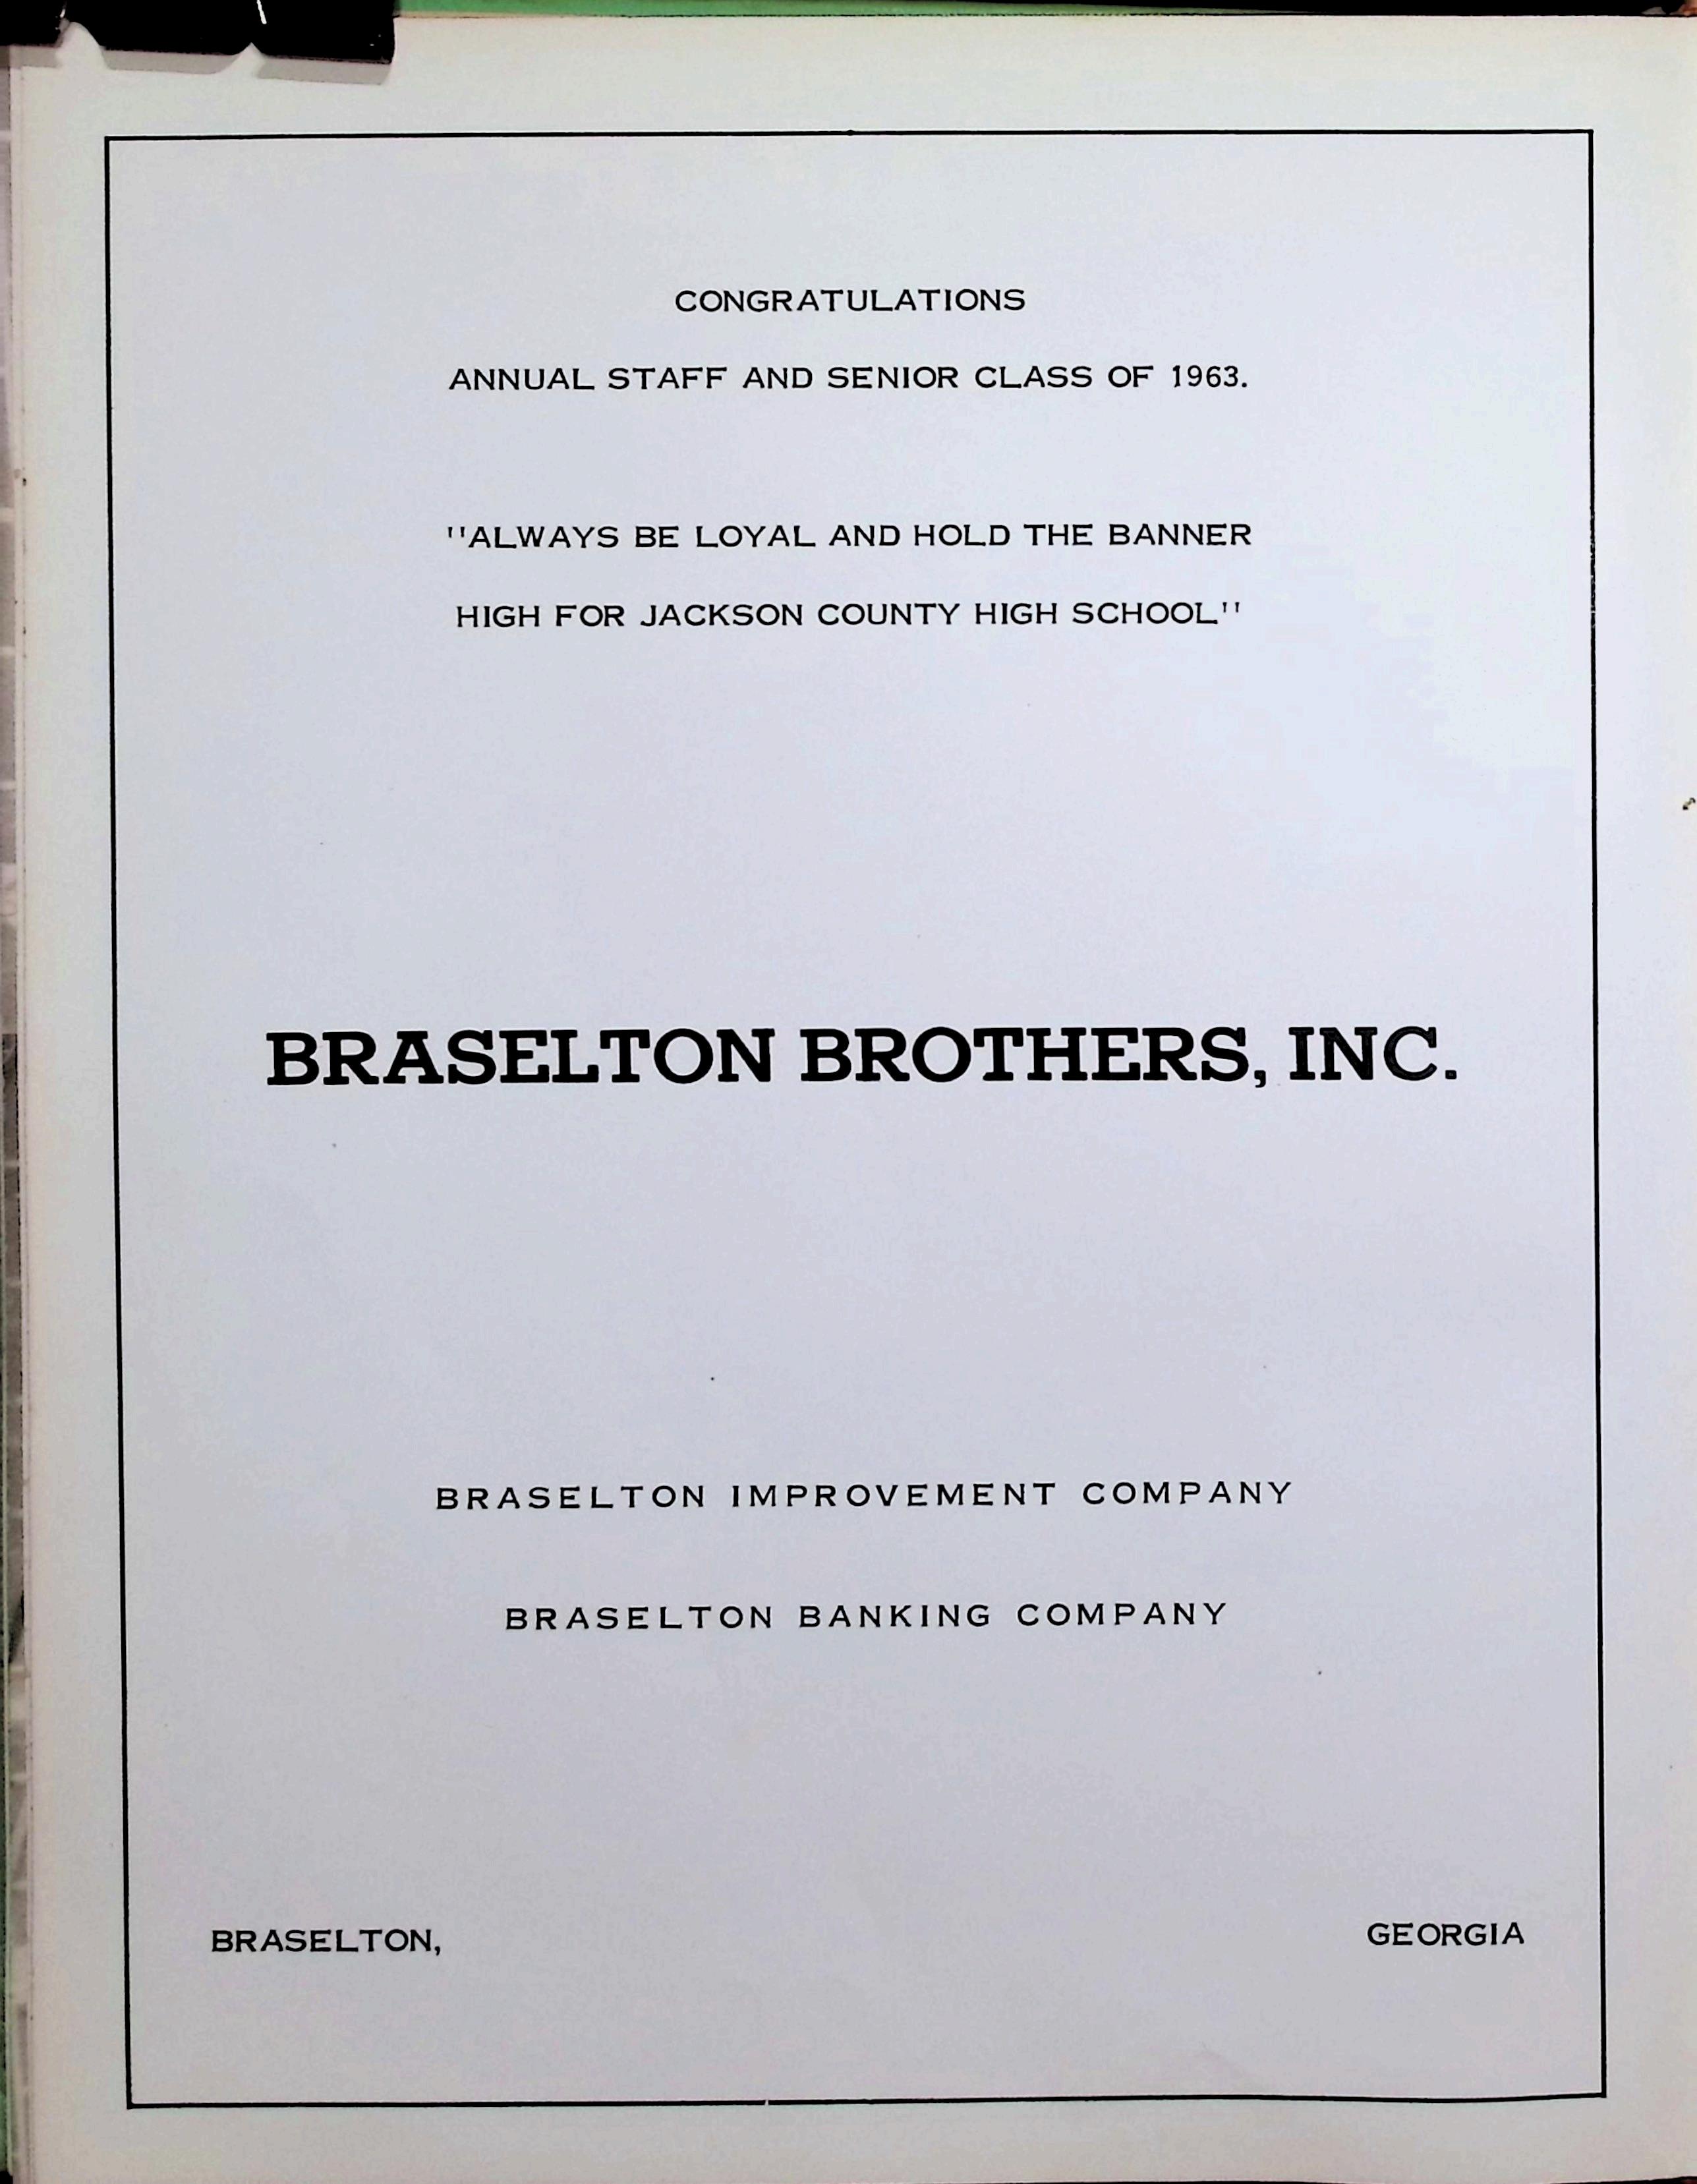 CONGRATULATIONS
ANNUAL STAFF AND SENIOR CLASS OF 1963.
"ALWAYS BE LOYAL AND HOLD THE BANNER
HIGH FOR JACKSON COUNTY HIGH SCHOOL"
BRASELTON BROTHERS, INC.
BRASELTON IMPROVEMENT COMPANY
BRASELTON BANKING COMPANY
BRASELTON, GEORGIA